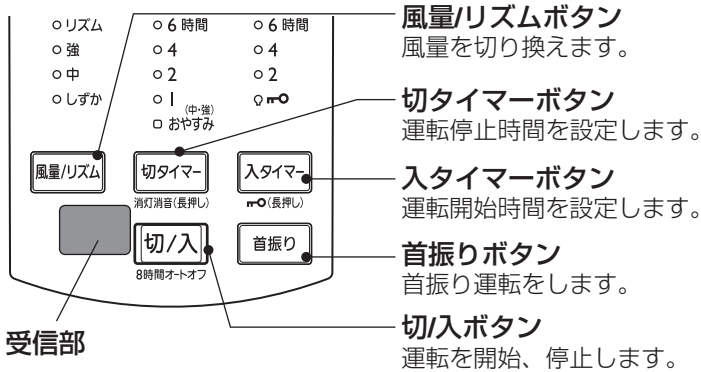 リズム
強
中
しずか
6 時間
4
2
1
(中・強)
おやすみ
6 時間
4
2
風量/リズム
切タイマー
入タイマー
消灯消音(長押し)
(長押し)
切/入
首振り
8時間オートオフ
受信部
風量/リズムボタン
風量を切り換えます。
切タイマーボタン
運転停止時間を設定します。
入タイマーボタン
運転開始時間を設定します。
首振りボタン
首振り運転をします。
切/入ボタン
運転を開始、停止します。